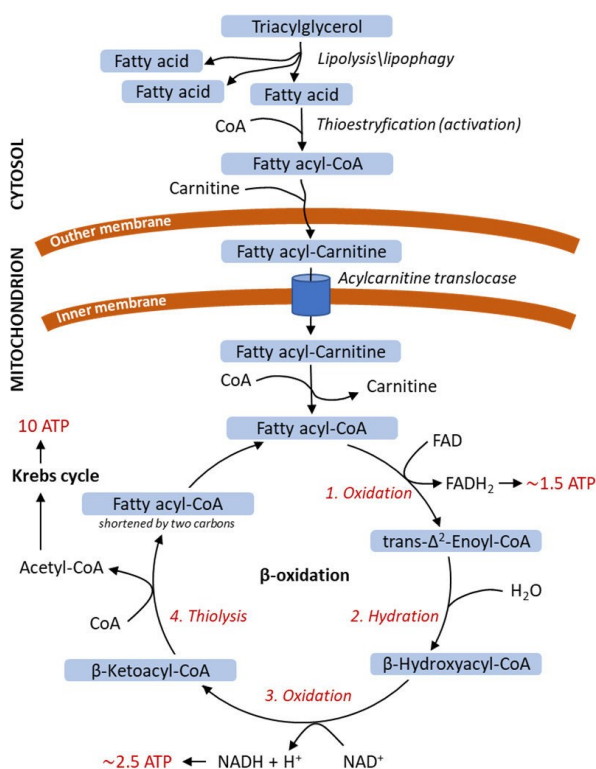 Triacylglycerol
Lipolysis\lipophagy
Fatty acid
Fatty acid
Fatty acid
CoA
Thioestryfication (activation)
Fatty acyl-CoA
CYTOSOL
Carnitine
Outher membrane
Fatty acyl-Carnitine
Acylcarnitine translocase
Inner membrane
MITOCHONDRION
Fatty acyl-Carnitine
CoA
Carnitine
Fatty acyl-CoA
10 ATP
FAD
Krebs cycle
1. Oxidation
FADH₂
~1.5 ATP
Fatty acyl-CoA
shortened by two carbons
trans-Δ²-Enoyl-CoA
Acetyl-CoA
β-oxidation
H₂O
CoA
4. Thiolysis
2. Hydration
β-Ketoacyl-CoA
β-Hydroxyacyl-CoA
3. Oxidation
~2.5 ATP
NADH + H⁺
NAD⁺